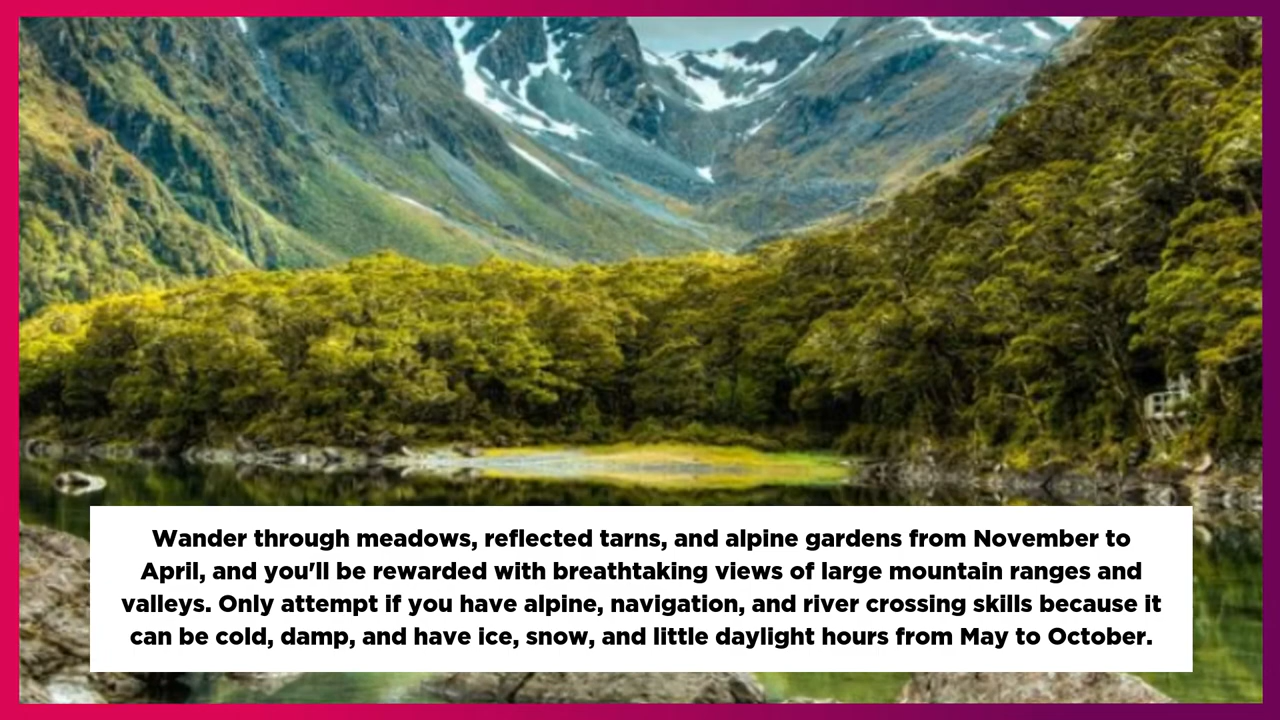 Wander through meadows, reflected tarns, and alpine gardens from November to
April, and you'll be rewarded with breathtaking views of large mountain ranges and
valleys. Only attempt if you have alpine, navigation, and river crossing skills because it
can be cold, damp, and have ice, snow, and little daylight hours from May to October.